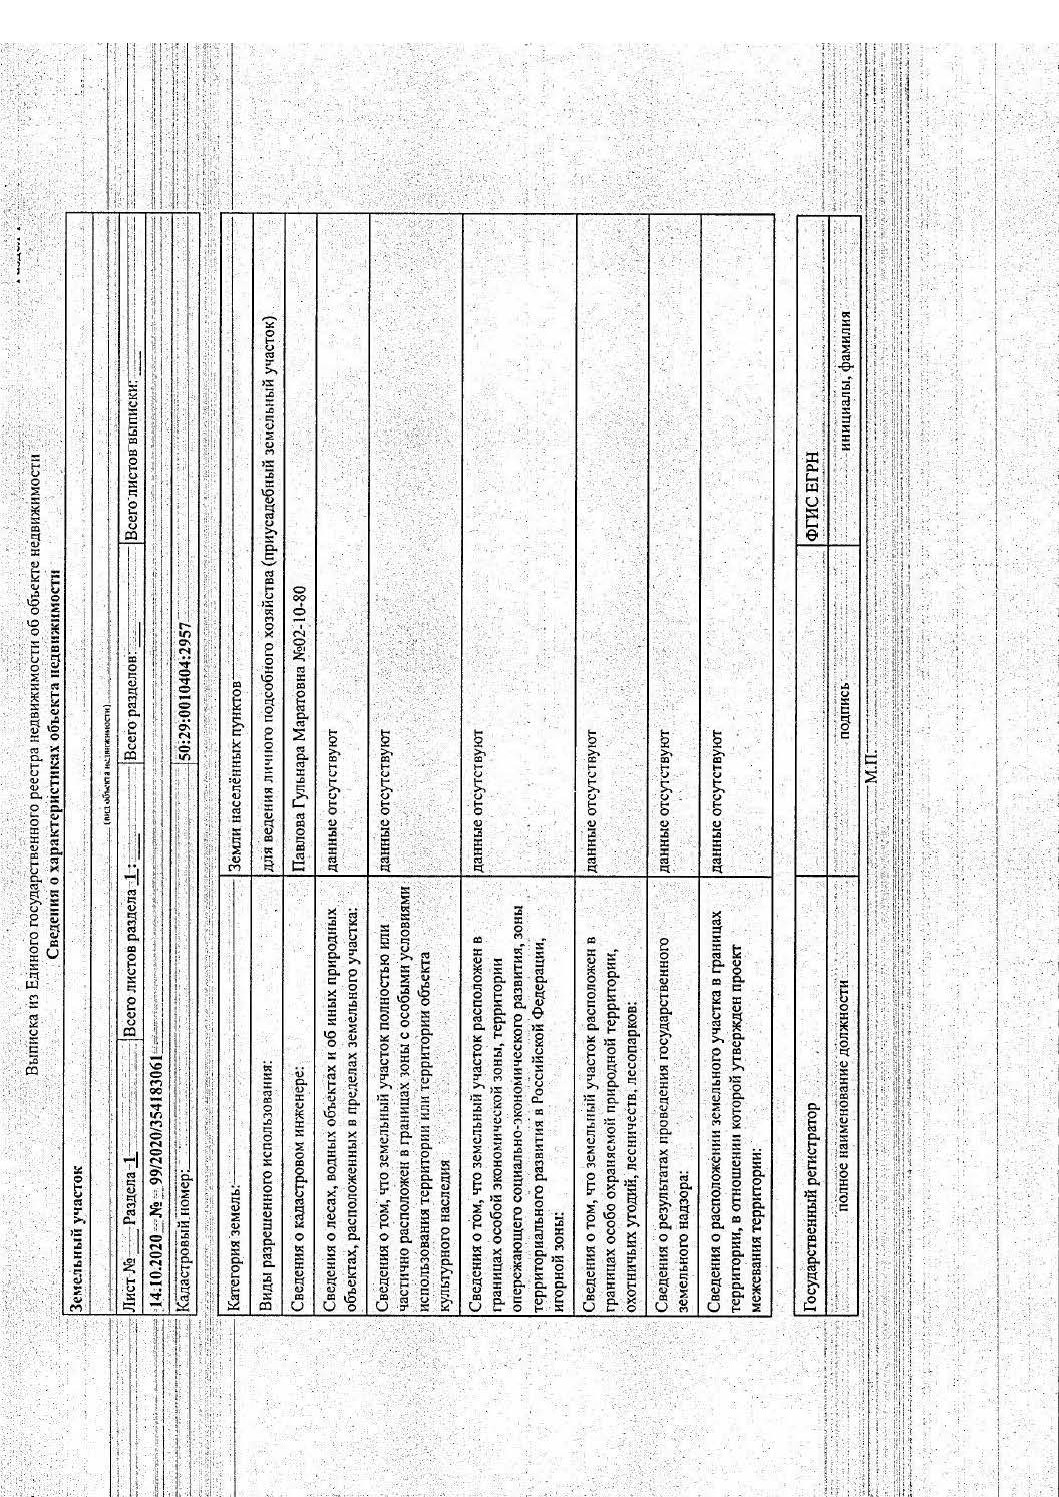 Выписка из Единого государственного реестра недвижимости об объекте недвижимости
Сведения о характеристиках объекта недвижимости
Земельный участок
(вид объекта недвижимости)
Лист № ___ Раздела 1 Всего листов раздела 1 : ___ Всего разделов: ___ Всего листов выписки: ___
14.10.2020 № 99/2020/354183061
Кадастровый номер: 50:29:0010404:2957
Категория земель: Земли населённых пунктов
Виды разрешенного использования: для ведения личного подсобного хозяйства (приусадебный земельный участок)
Сведения о кадастровом инженере: Павлова Гульнара Маратовна №02-10-80
Сведения о лесах, водных объектах и об иных природных
объектах, расположенных в пределах земельного участка:
данные отсутствуют
Сведения о том, что земельный участок полностью или
частично расположен в границах зоны с особыми условиями
использования территории или территории объекта
культурного наследия
данные отсутствуют
Сведения о том, что земельный участок расположен в
границах особой экономической зоны, территории
опережающего социально-экономического развития, зоны
территориального развития в Российской Федерации,
игорной зоны:
данные отсутствуют
Сведения о том, что земельный участок расположен в
границах особо охраняемой природной территории,
охотничьих угодий, лесничеств, лесопарков:
данные отсутствуют
Сведения о результатах проведения государственного
земельного надзора:
данные отсутствуют
Сведения о расположении земельного участка в границах
территории, в отношении которой утвержден проект
межевания территории:
данные отсутствуют
Государственный регистратор ФГИС ЕГРН
полное наименование должности подпись инициалы, фамилия
М.П.